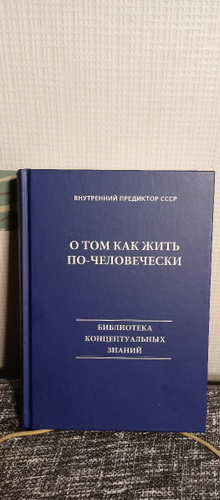 ВНУТРЕННИЙ ПРЕДИКТОР СССР
О ТОМ КАК ЖИТЬ
ПО-ЧЕЛОВЕЧЕСКИ
БИБЛИОТЕКА
КОНЦЕПТУАЛЬНЫХ
ЗНАНИЙ